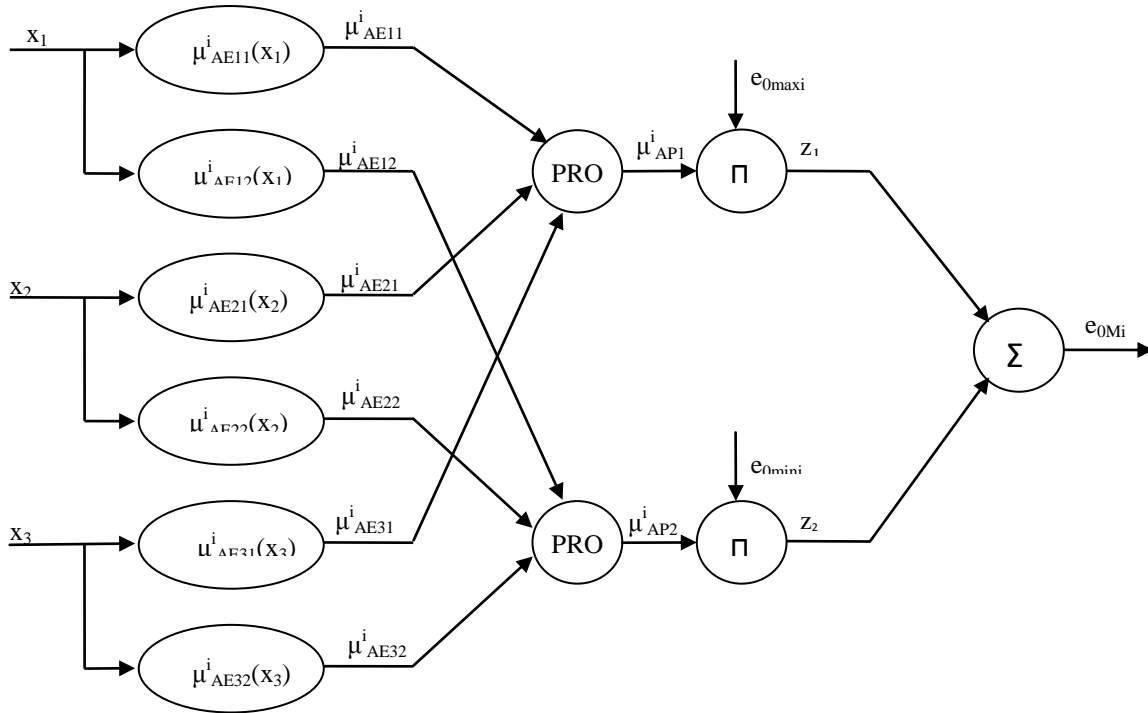 x₁
μⁱAE11(x₁)
μⁱAE11
e₀maxi
μⁱAE12(x₁)
μⁱAE12
PRO
μⁱAP1
Π
z₁
x₂
μⁱAE21(x₂)
μⁱAE21
Σ
e₀Mi
μⁱAE22(x₂)
μⁱAE22
e₀mini
x₃
μⁱAE31(x₃)
μⁱAE31
PRO
μⁱAP2
Π
z₂
μⁱAE32(x₃)
μⁱAE32